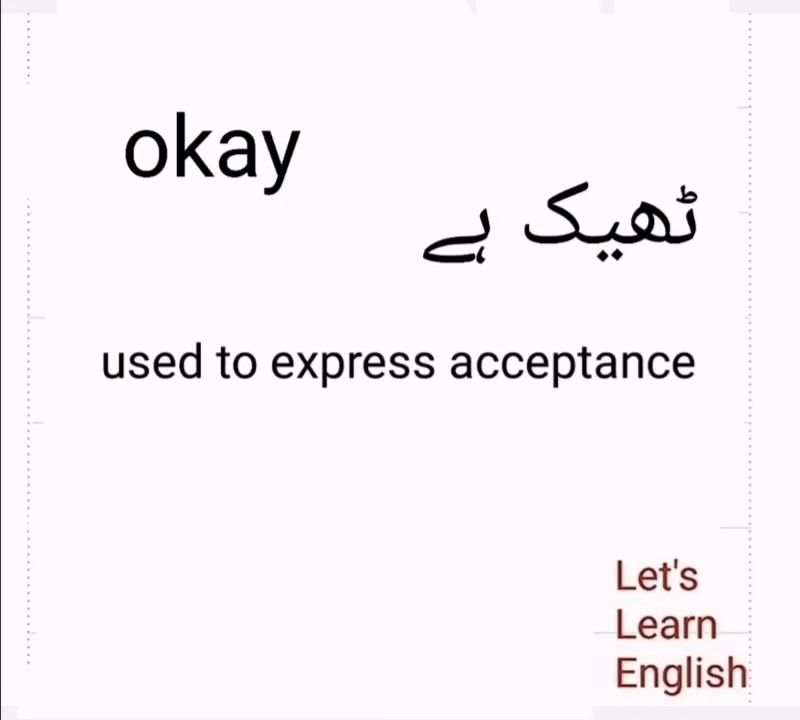 okay
ٹھیک ہے
used to express acceptance
Let's
Learn
English